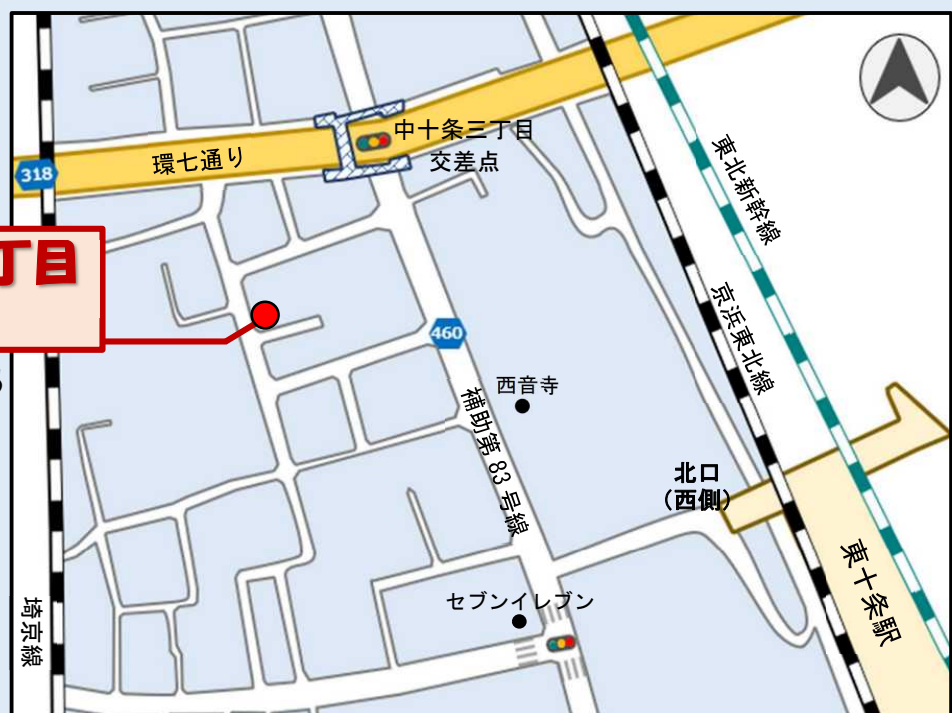 中十条三丁目
交差点
環七通り
318
東北新幹線
丁目
京浜東北線
460
西音寺
補助第83号線
北口
(西側)
東十条駅
セブンイレブン
埼京線